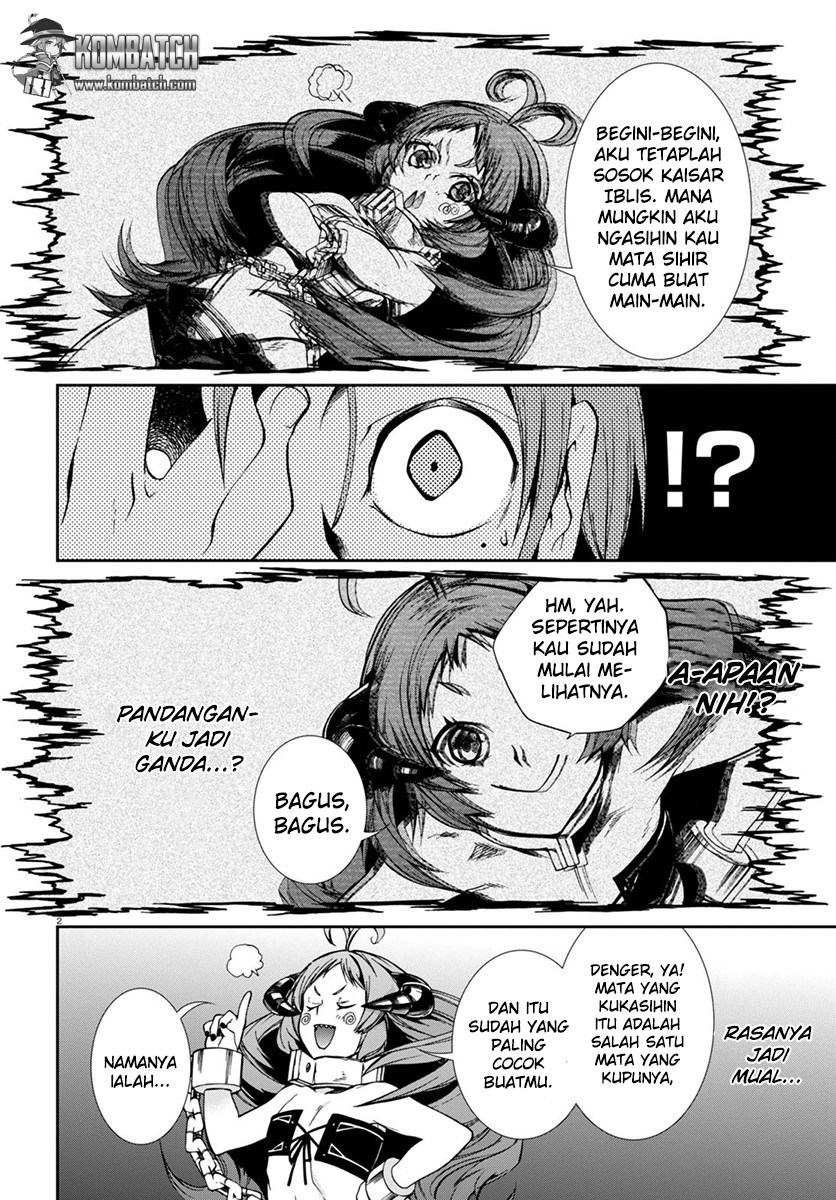 KOMBATCH
www.kombatch.com
BEGINI-BEGINI,
AKU TETAPLAH
SOSOK KAISAR
IBLIS. MANA
MUNGKIN AKU
NGASIHIN KAU
MATA SIHIR
CUMA BUAT
MAIN-MAIN.
!?
HM, YAH.
SEPERTINYA
KAU SUDAH
MULAI ME-
LIHATNYA.
A-APAAN
NIH!?
PANDANGAN-
KU JADI
GANDA...?
BAGUS,
BAGUS.
2
DENGER, YA!
MATA YANG
KUKASIHIN
ITU ADALAH
SALAH SATU
MATA YANG
KUPUNYA,
RASANYA
JADI
MUAL...
DAN ITU
SUDAH YANG
PALING
COCOK
BUATMU.
NAMANYA
IALAH...